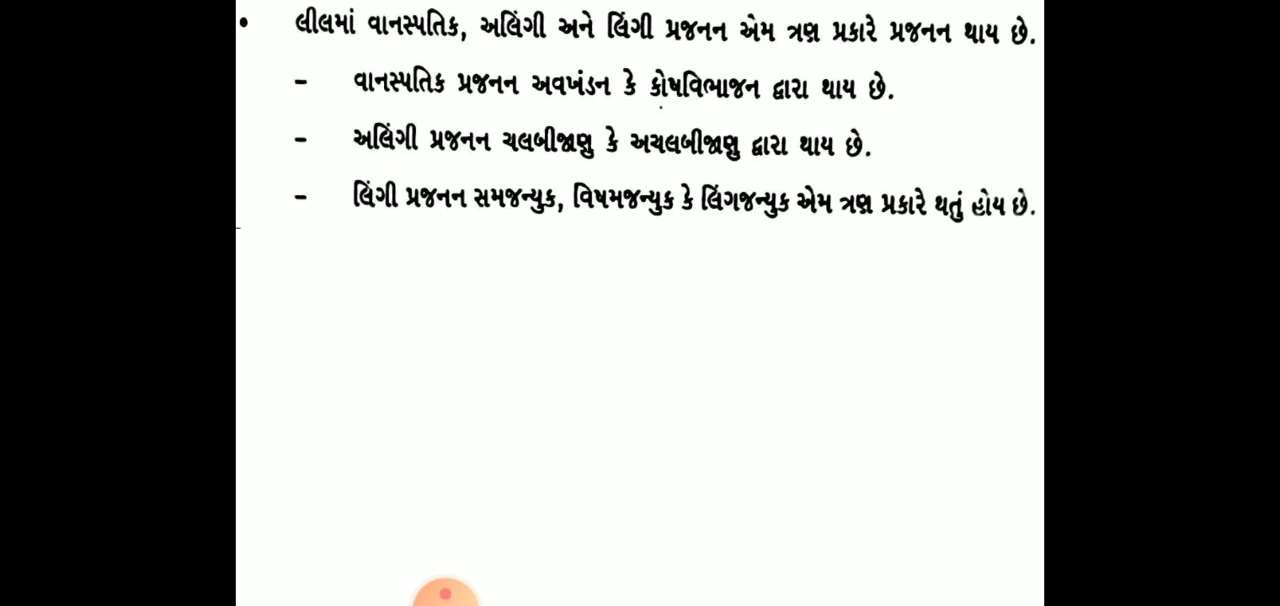 • લીલમાં વાનસ્પતિક, અલિંગી અને લિંગી પ્રજનન એમ ત્રણ પ્રકારે પ્રજનન થાય છે.
– વાનસ્પતિક પ્રજનન અવખંડન કે કોષવિભાજન દ્વારા થાય છે.
– અલિંગી પ્રજનન ચલબીજાણુ કે અચલબીજાણુ દ્વારા થાય છે.
– લિંગી પ્રજનન સમજન્યુક, વિષમજન્યુક કે લિંગજન્યુક એમ ત્રણ પ્રકારે થતું હોય છે.